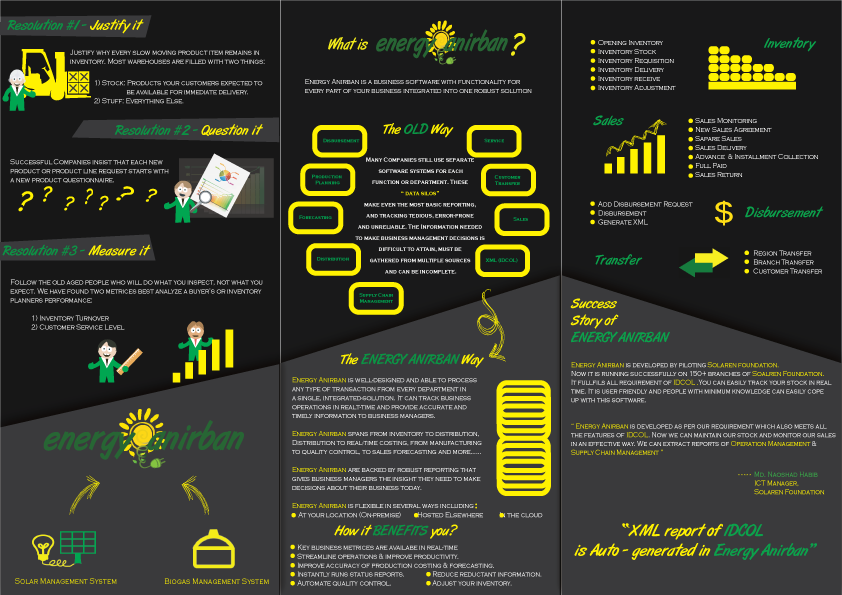 Resolution #1 - Justify it
Justify why every slow moving product item remains in
inventory. Most warehouses are filled with two things:
1) Stock: Products your customers expected to
be available for immediate delivery.
2) Stuff: Everything Else.
Resolution #2 - Question it
Successful Companies insist that each new
product or product line request starts with
a new product questionnaire.
? ? ? ? ? ? ?
Resolution #3 - Measure it
Follow the old aged people who will do what you inspect, not what you
expect. We have found two metrices best analyze a buyer's or inventory
planners performance:
1) Inventory Turnover
2) Customer Service Level
energy anirban
Solar Management System
Biogas Management System
What is energy anirban ?
Energy Anirban is a business software with functionality for
every part of your business integrated into one robust solution
The OLD Way
Disbursement
Service
Production
Planning
Customer
Transfer
Forecasting
Sales
Distribution
XML (IDCOL)
Supply Chain
Management
Many Companies still use separate
software systems for each
function or department. These
" data silos"
make even the most basic reporting,
and tracking tedious, error-prone
and unreliable. The Information needed
to make business management decisions is
difficult to attain, must be
gathered from multiple sources
and can be incomplete.
The ENERGY ANIRBAN Way
Energy Anirban is well-designed and able to process
any type of transaction from every department in
a single, integrated-solution. It can track business
operations in realt-time and provide accurate and
timely information to business managers.
Energy Anirban spans from inventory to distribution,
Distribution to real-time costing, from manufacturing
to quality control, to sales forecasting and more.....
Energy Anirban are backed by robust reporting that
gives business managers the insight they need to make
decisions about their business today.
Energy Anirban is flexible in several ways including:
At your location (On-premise) Hosted Elsewhere In the cloud
How it BENEFITS you?
Key business metrices are availabe in real-time
Streamline operations & improve productivity.
Improve accuracy of production costing & forecasting.
Instantly runs status reports. Reduce reductant information.
Automate quality control. Adjust your inventory.
Opening Inventory
Inventory Stock
Inventory Requisition
Inventory Delivery
Inventory receive
Inventory Adjustment
Inventory
Sales
Sales Monitoring
New Sales Agreement
Sapare Sales
Sales Delivery
Advance & Installment Collection
Full Paid
Sales Return
Add Disbursement Request
Disbursement
Generate XML
$
Disbursement
Transfer
Region Transfer
Branch Transfer
Customer Transfer
Success
Story of
ENERGY ANIRBAN
Energy Anirban is developed by piloting Solaren foundation.
Now it is running successfully on 150+ branches of Soalren Foundation.
It fullfils all requirement of IDCOL .You can easily track your stock in real
time. It is user friendly and people with minimum knowledge can easily cope
up with this software.
" Energy Anirban is developed as per our requirement which also meets all
the features of IDCOL. Now we can maintain our stock and monitor our sales
in an effective way. We can extract reports of Operation Management &
Supply Chain Management "
----- Md. Naoshad Habib
ICT Manager,
Solaren Foundation
"XML report of IDCOL
is Auto - generated in Energy Anirban"